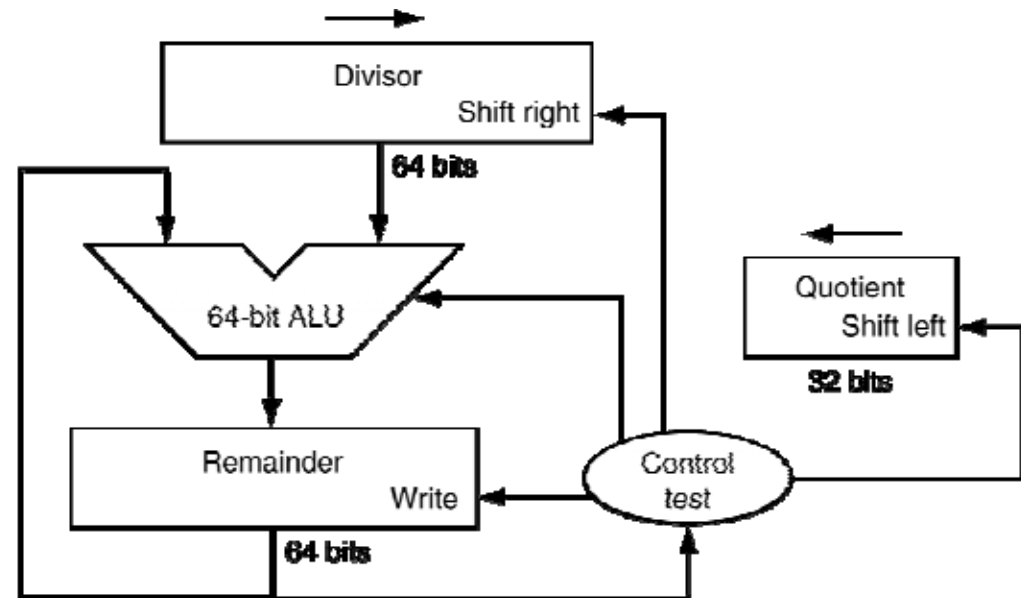 Divisor
Shift right
64 bits
64-bit ALU
Quotient
Shift left
32 bits
Remainder
Write
64 bits
Control
test